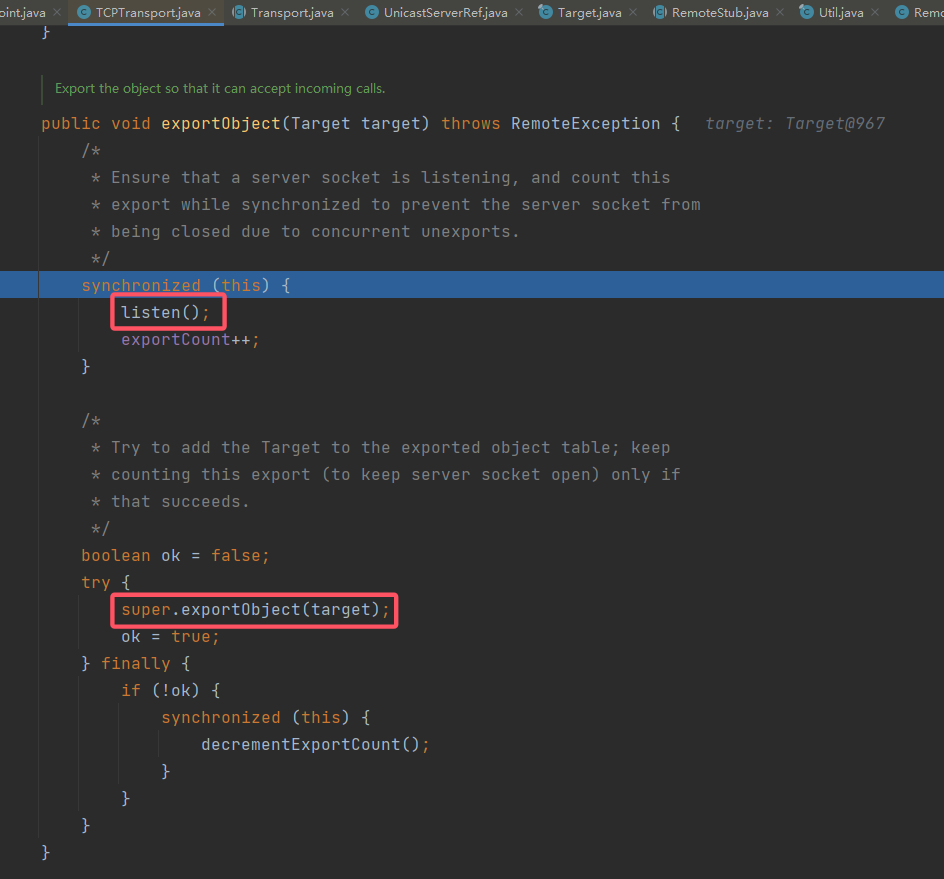 oint.java × TCPTransport.java × Transport.java × UnicastServerRef.java × Target.java × RemoteStub.java × Util.java × Remo
}
Export the object so that it can accept incoming calls.
public void exportObject(Target target) throws RemoteException {   target: Target@967
    /*
     * Ensure that a server socket is listening, and count this
     * export while synchronized to prevent the server socket from
     * being closed due to concurrent unexports.
     */
    synchronized (this) {
        listen();
        exportCount++;
    }
    /*
     * Try to add the Target to the exported object table; keep
     * counting this export (to keep server socket open) only if
     * that succeeds.
     */
    boolean ok = false;
    try {
        super.exportObject(target);
        ok = true;
    } finally {
        if (!ok) {
            synchronized (this) {
                decrementExportCount();
            }
        }
    }
}